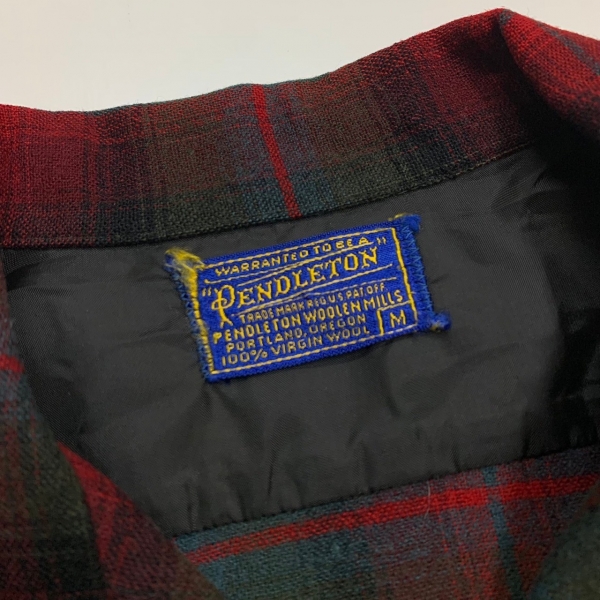 WARRANTED TO BE A
"PENDLETON"
TRADE MARK REG U.S. PAT. OFF.
PENDLETON WOOLEN MILLS
PORTLAND, OREGON
100% VIRGIN WOOL
M